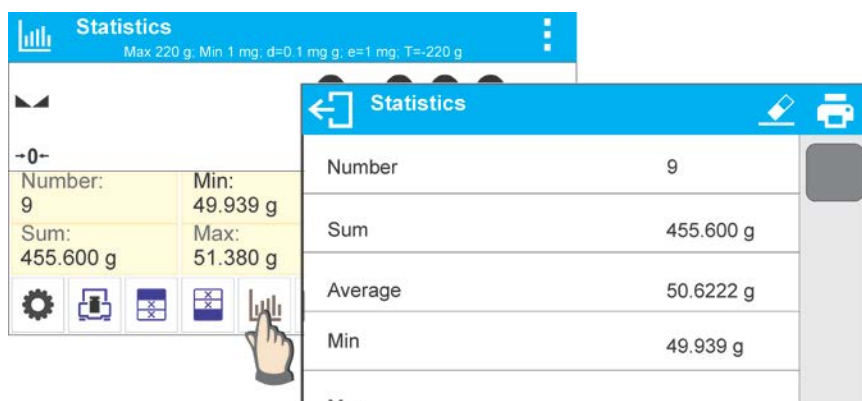 Statistics
Max 220 g; Min 1 mg; d=0.1 mg g; e=1 mg; T=-220 g
→0←
Number:
9
Min:
49.939 g
Sum:
455.600 g
Max:
51.380 g
Statistics
Number 9
Sum 455.600 g
Average 50.6222 g
Min 49.939 g